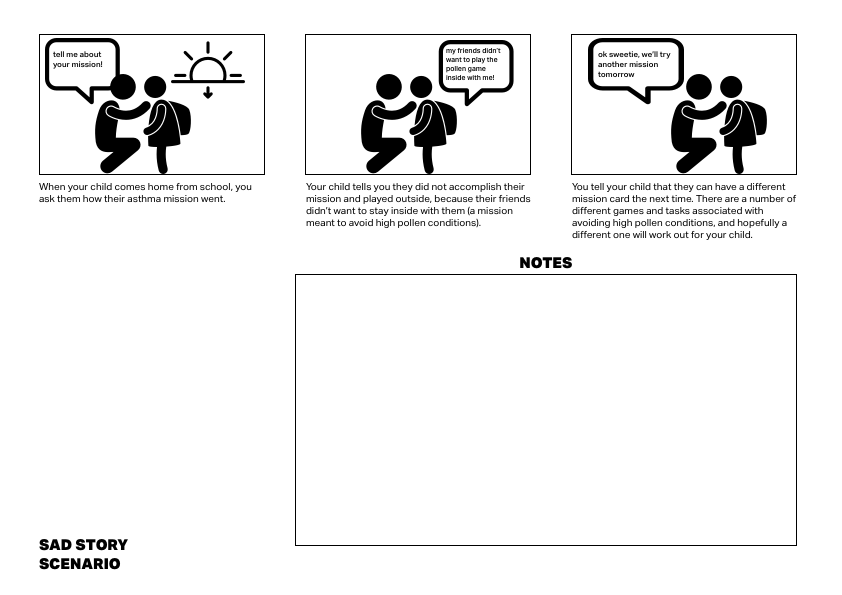 tell me about
your mission!
my friends didn't
want to play the
pollen game
inside with me!
ok sweetie, we'll try
another mission
tomorrow
When your child comes home from school, you
ask them how their asthma mission went.
Your child tells you they did not accomplish their
mission and played outside, because their friends
didn't want to stay inside with them (a mission
meant to avoid high pollen conditions).
You tell your child that they can have a different
mission card the next time. There are a number of
different games and tasks associated with
avoiding high pollen conditions, and hopefully a
different one will work out for your child.
NOTES
SAD STORY
SCENARIO